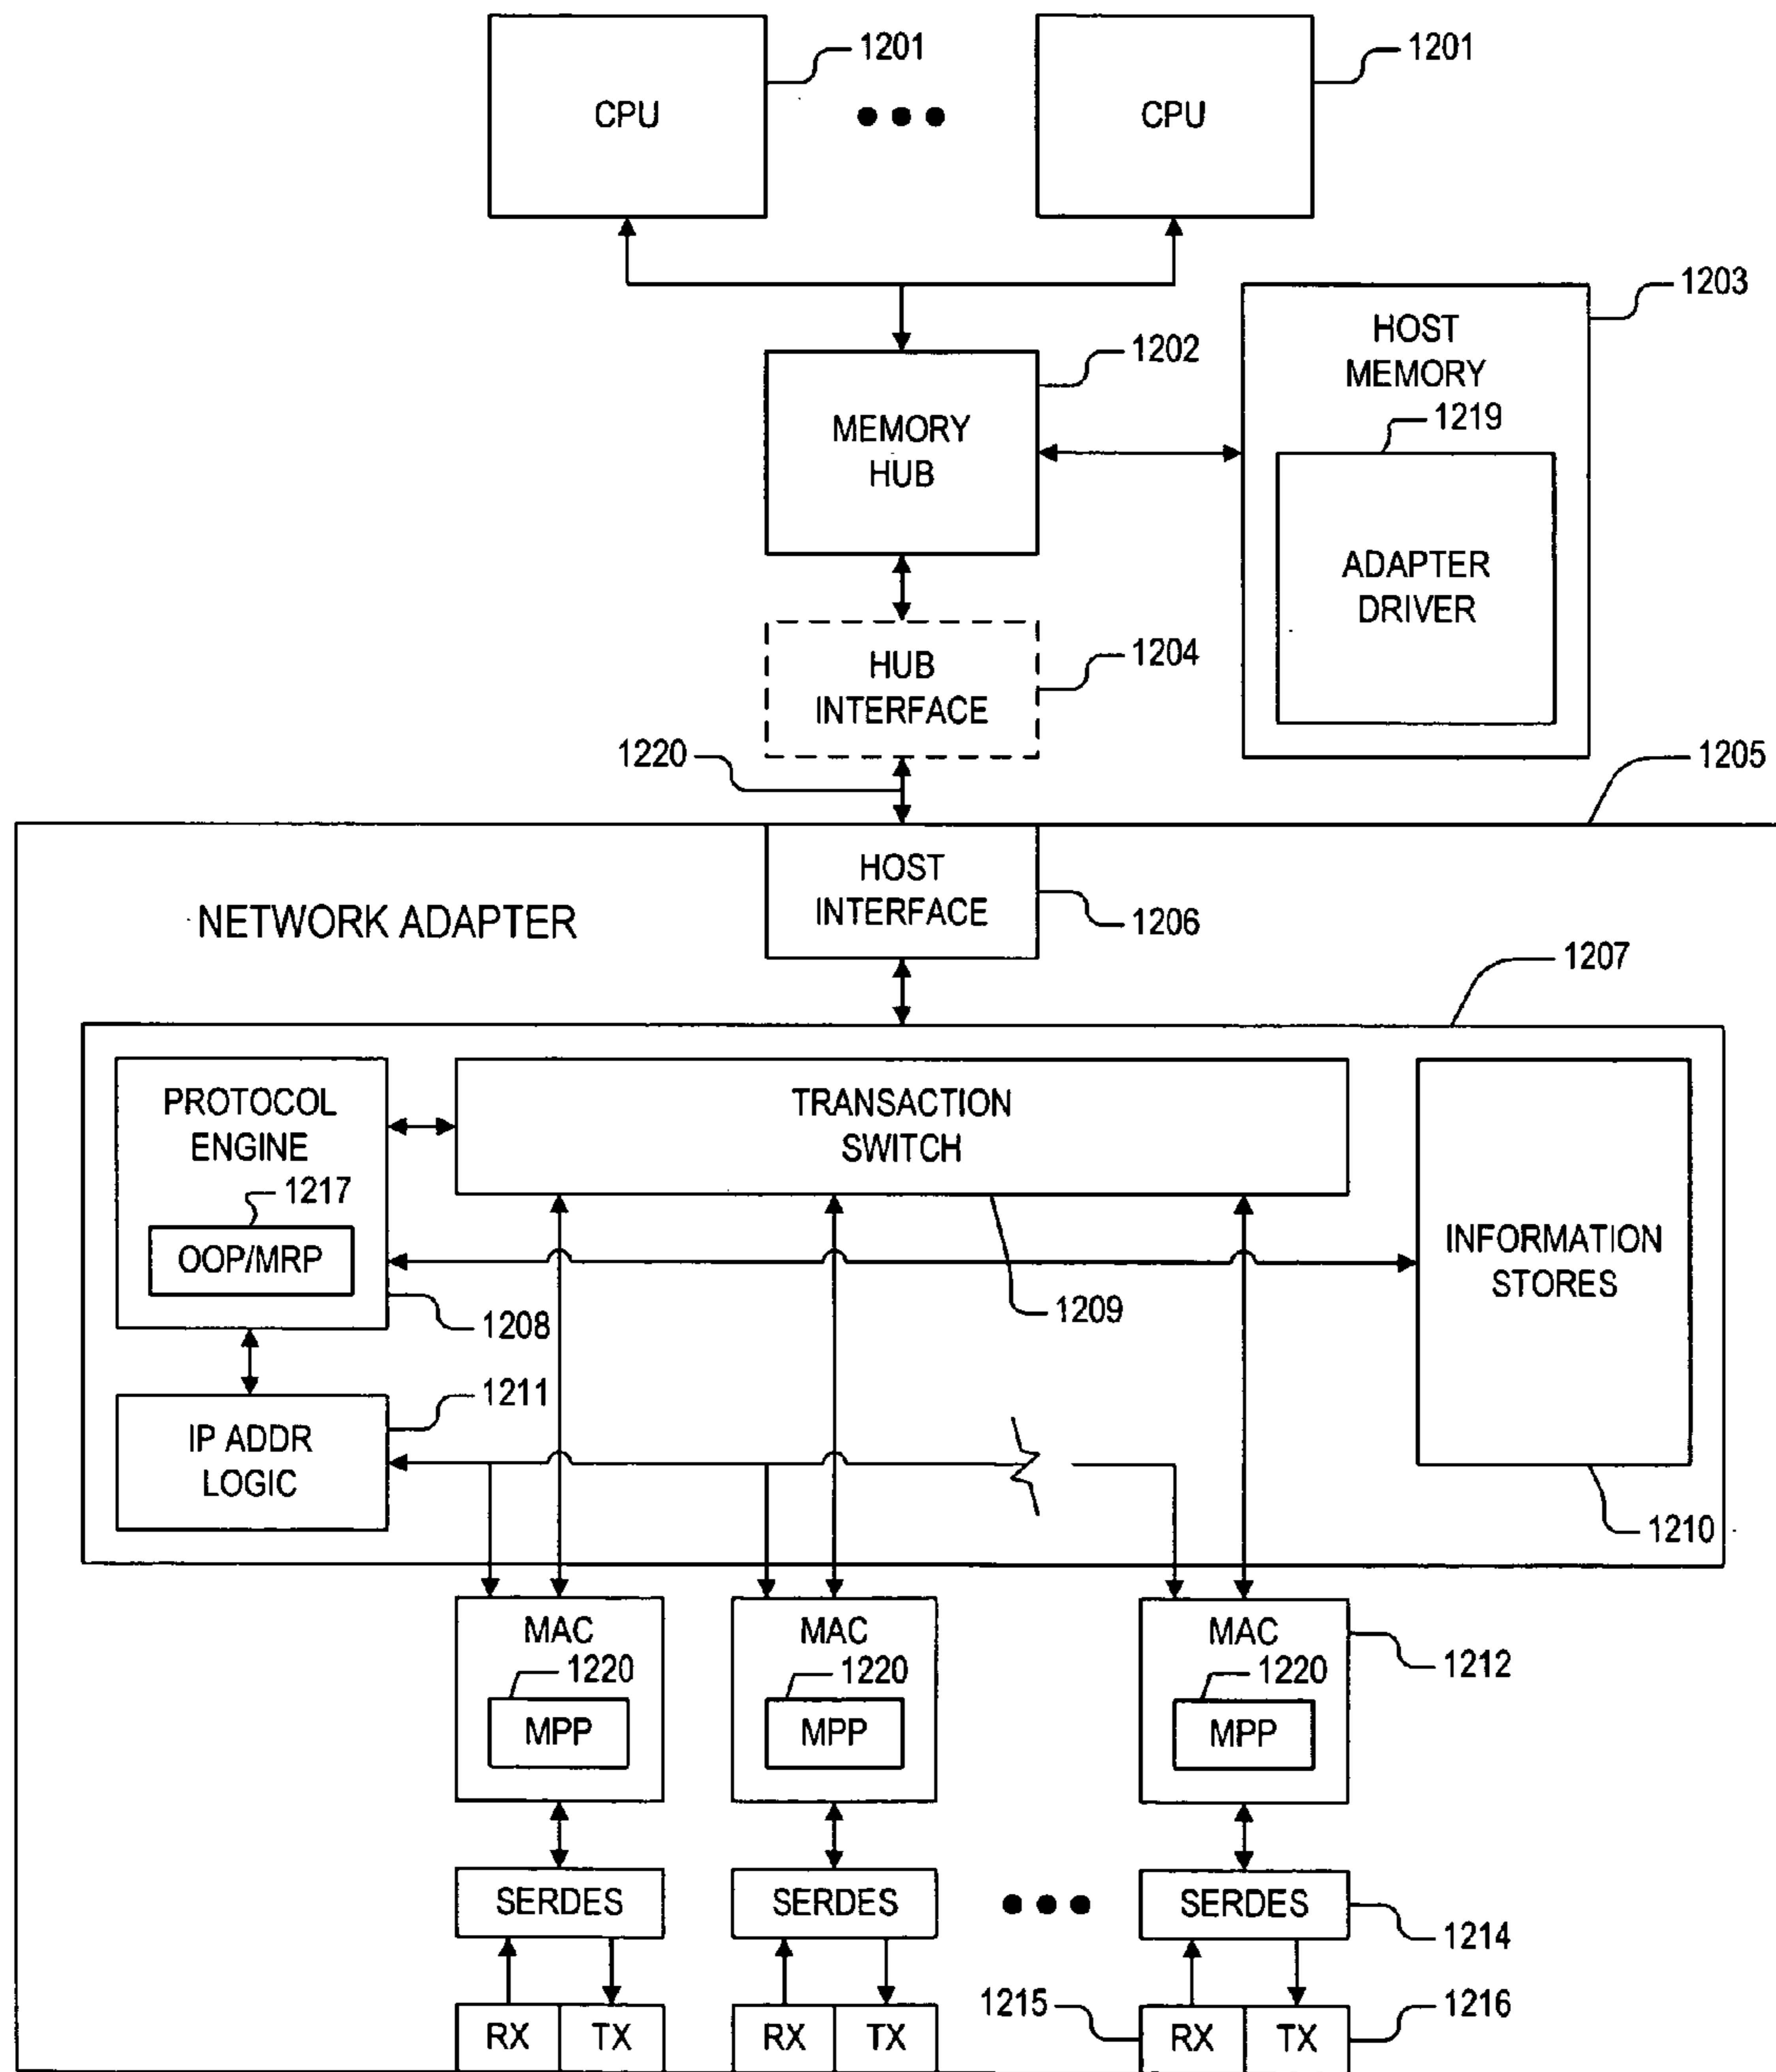 1201
1201
CPU
CPU
1203
HOST
MEMORY
1202
1219
MEMORY
HUB
ADAPTER
DRIVER
HUB
INTERFACE
1204
1220
1205
HOST
INTERFACE
NETWORK ADAPTER
1206
1207
PROTOCOL
ENGINE
TRANSACTION
SWITCH
1217
OOP/MRP
INFORMATION
STORES
1209
1208
1211
IP ADDR
LOGIC
1210
MAC
MAC
MAC
1212
1220
1220
1220
MPP
MPP
MPP
SERDES
SERDES
SERDES
1214
1215
1216
RX
TX
RX
TX
RX
TX